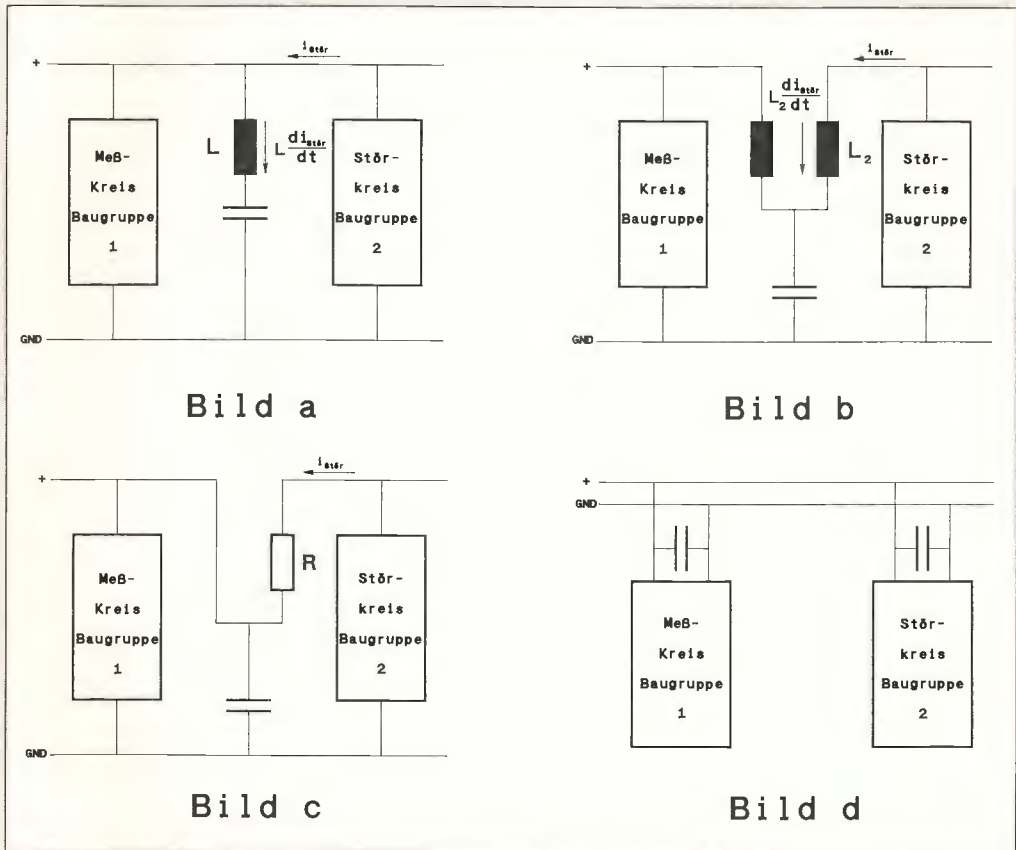 i_stör
+
L
L di_stör/dt
Meß-
Kreis
Baugruppe
1
Stör-
kreis
Baugruppe
2
GND
Bild a
i_stör
+
L_2 di_stör/dt
L_2
Meß-
Kreis
Baugruppe
1
Stör-
kreis
Baugruppe
2
GND
Bild b
i_stör
+
R
Meß-
Kreis
Baugruppe
1
Stör-
kreis
Baugruppe
2
GND
Bild c
+
GND
Meß-
Kreis
Baugruppe
1
Stör-
kreis
Baugruppe
2
Bild d